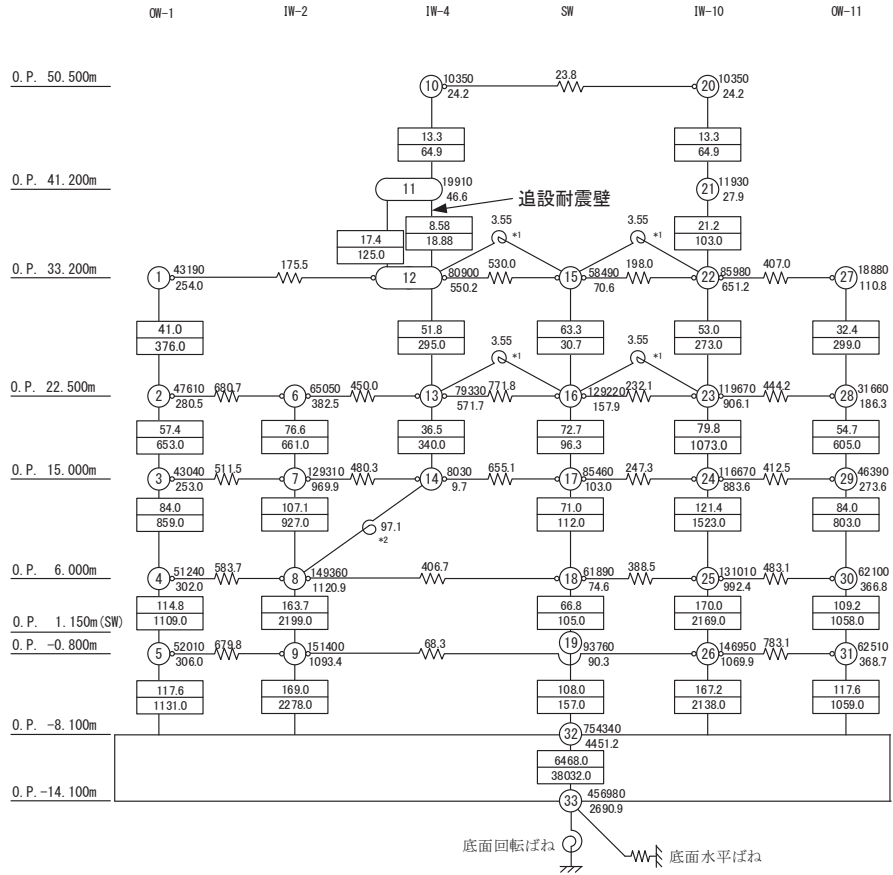 OW-1 IW-2 IW-4 SW IW-10 OW-11
O.P. 50.500m 10 10350 24.2 23.8 20 10350 24.2
13.3 64.9 13.3 64.9
O.P. 41.200m 11 19910 46.6 21 11930 27.9
追設耐震壁
17.4 125.0 8.58 18.88 3.55 *1 3.55 *1 21.2 103.0
O.P. 33.200m 1 43190 254.0 175.5 12 80900 550.2 530.0 15 58490 70.6 198.0 22 85980 651.2 407.0 27 18880 110.8
41.0 376.0 51.8 295.0 63.3 30.7 53.0 273.0 32.4 299.0
3.55 *1 3.55 *1
O.P. 22.500m 2 47610 280.5 680.7 6 65050 382.5 450.0 13 79330 571.7 771.8 16 129220 157.9 232.1 23 119670 906.1 444.2 28 31660 186.3
57.4 653.0 76.6 661.0 36.5 340.0 72.7 96.3 79.8 1073.0 54.7 605.0
O.P. 15.000m 3 43040 253.0 511.5 7 129310 969.9 480.3 14 8030 9.7 655.1 17 85460 103.0 247.3 24 116670 883.6 412.5 29 46390 273.6
84.0 859.0 107.1 927.0 97.1 *2 71.0 112.0 121.4 1523.0 84.0 803.0
O.P. 6.000m 4 51240 302.0 583.7 8 149360 1120.9 406.7 18 61890 74.6 388.5 25 131010 992.4 483.1 30 62100 366.8
114.8 1109.0 163.7 2199.0 66.8 105.0 170.0 2169.0 109.2 1058.0
O.P. 1.150m(SW)
O.P. -0.800m 5 52010 306.0 679.8 9 151400 1093.4 68.3 19 93760 90.3 26 146950 1069.9 783.1 31 62510 368.7
117.6 1131.0 169.0 2278.0 108.0 157.0 167.2 2138.0 117.6 1059.0
O.P. -8.100m 32 754340 4451.2
6468.0 38032.0
O.P.-14.100m 33 456980 2690.9
底面回転ばね 底面水平ばね